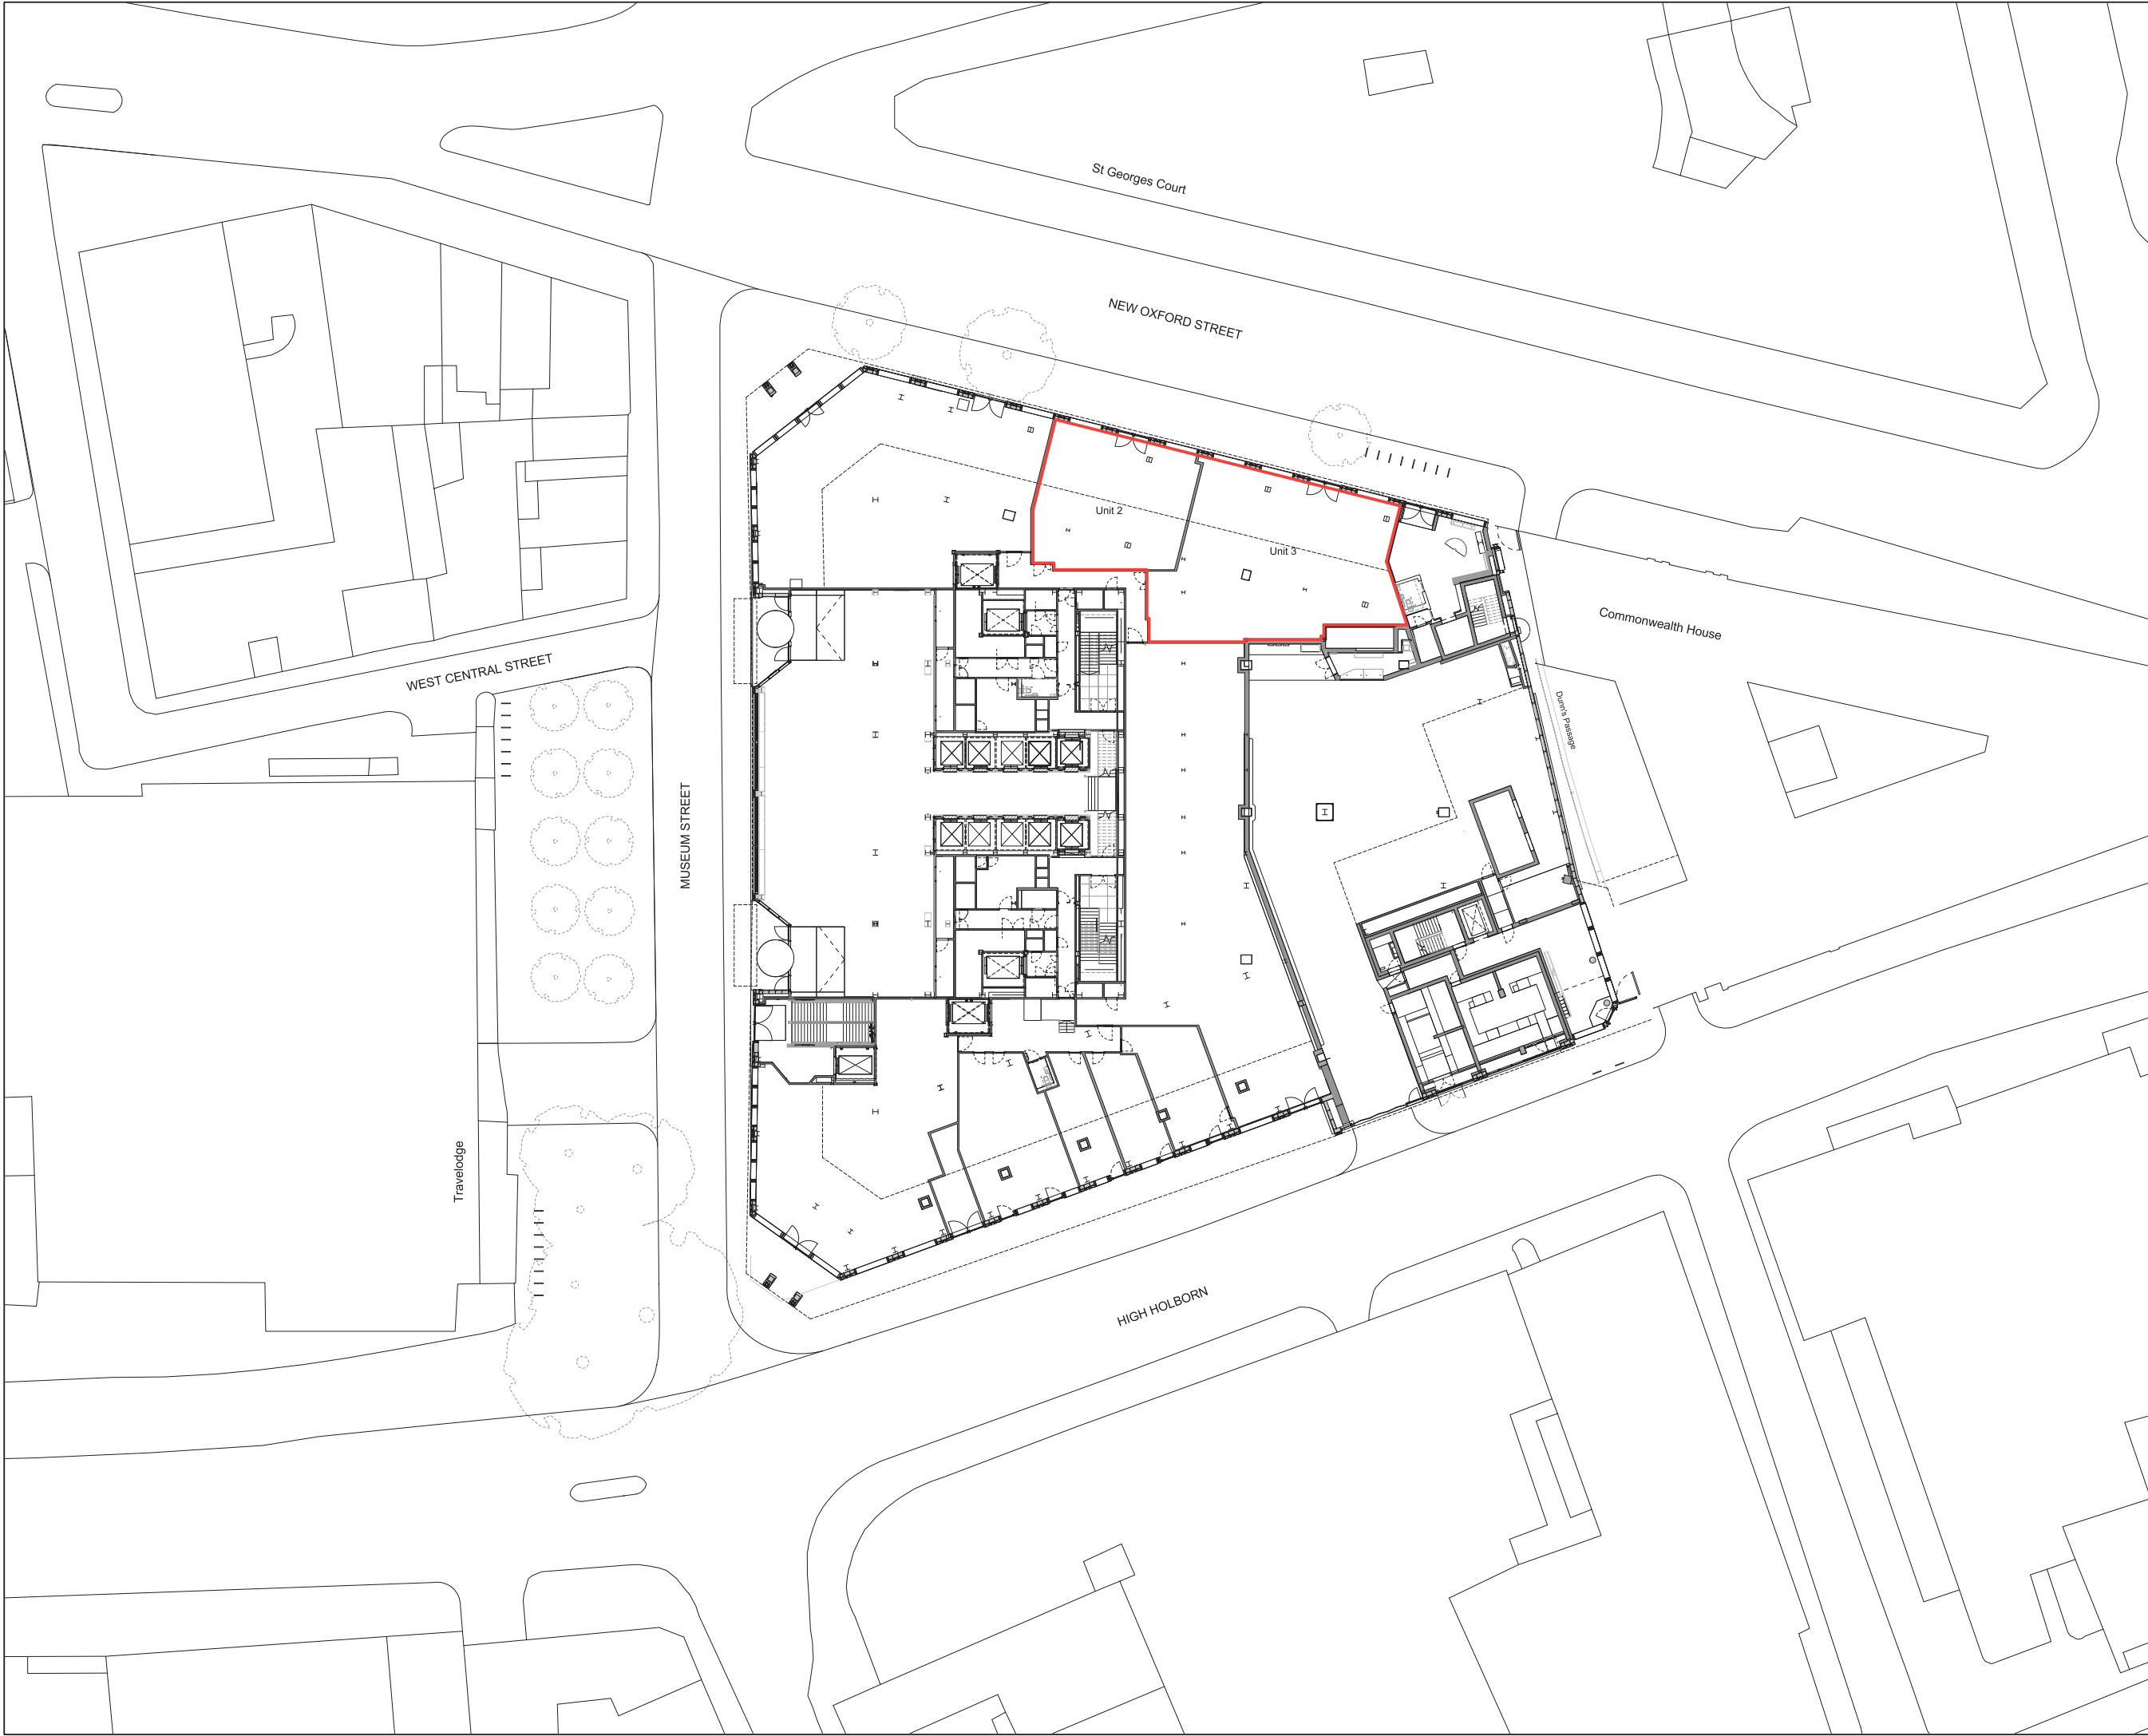 St Georges Court
NEW OXFORD STREET
Unit 2
Unit 3
Commonwealth House
WEST CENTRAL STREET
Dunn's Passage
MUSEUM STREET
Travelodge
HIGH HOLBORN